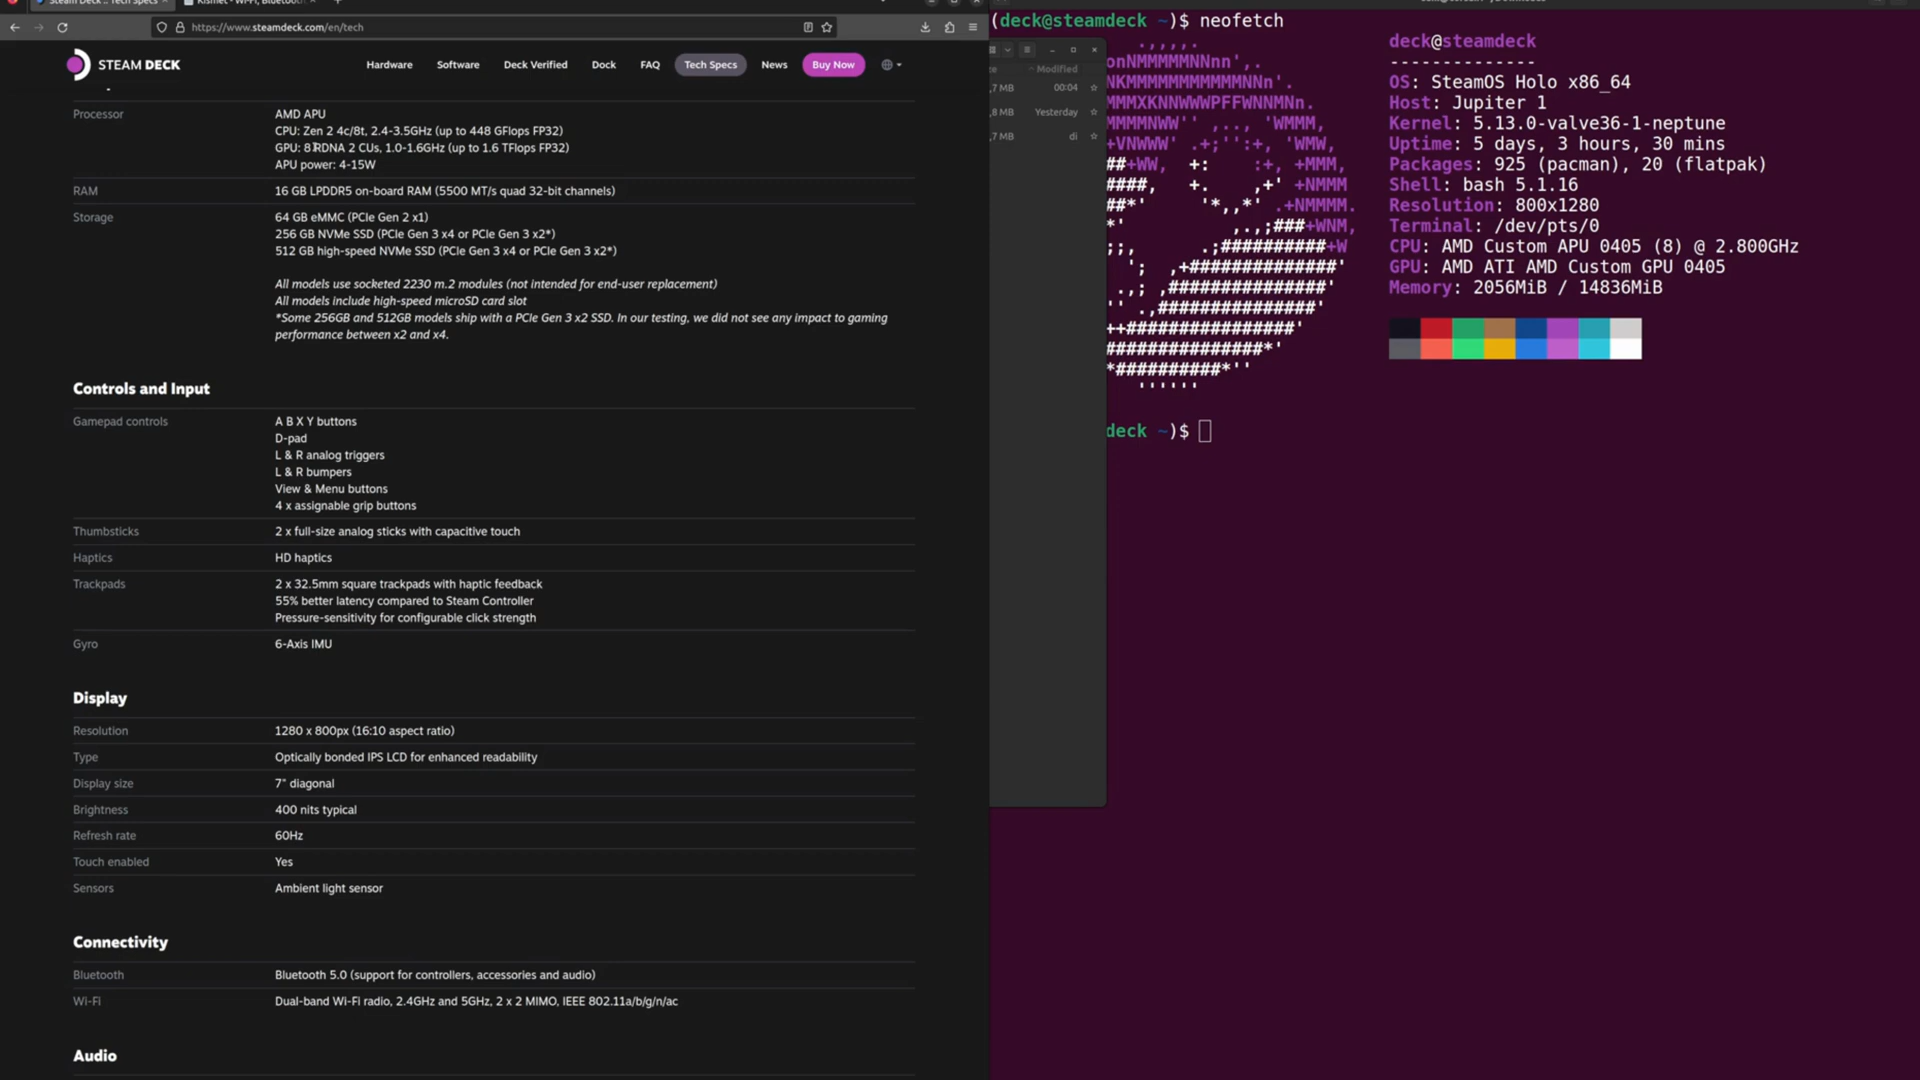 Steam Deck :: Tech Specs
https://www.steamdeck.com/en/tech
STEAM DECK
Hardware
Software
Deck Verified
Dock
FAQ
Tech Specs
News
Buy Now
Processor
AMD APU
CPU: Zen 2 4c/8t, 2.4-3.5GHz (up to 448 GFlops FP32)
GPU: 8 RDNA 2 CUs, 1.0-1.6GHz (up to 1.6 TFlops FP32)
APU power: 4-15W
RAM
16 GB LPDDR5 on-board RAM (5500 MT/s quad 32-bit channels)
Storage
64 GB eMMC (PCIe Gen 2 x1)
256 GB NVMe SSD (PCIe Gen 3 x4 or PCIe Gen 3 x2*)
512 GB high-speed NVMe SSD (PCIe Gen 3 x4 or PCIe Gen 3 x2*)
All models use socketed 2230 m.2 modules (not intended for end-user replacement)
All models include high-speed microSD card slot
*Some 256GB and 512GB models ship with a PCIe Gen 3 x2 SSD. In our testing, we did not see any impact to gaming
performance between x2 and x4.
Controls and Input
Gamepad controls
A B X Y buttons
D-pad
L & R analog triggers
L & R bumpers
View & Menu buttons
4 x assignable grip buttons
Thumbsticks
2 x full-size analog sticks with capacitive touch
Haptics
HD haptics
Trackpads
2 x 32.5mm square trackpads with haptic feedback
55% better latency compared to Steam Controller
Pressure-sensitivity for configurable click strength
Gyro
6-Axis IMU
Display
Resolution
1280 x 800px (16:10 aspect ratio)
Type
Optically bonded IPS LCD for enhanced readability
Display size
7" diagonal
Brightness
400 nits typical
Refresh rate
60Hz
Touch enabled
Yes
Sensors
Ambient light sensor
Connectivity
Bluetooth
Bluetooth 5.0 (support for controllers, accessories and audio)
Wi-Fi
Dual-band Wi-Fi radio, 2.4GHz and 5GHz, 2 x 2 MIMO, IEEE 802.11a/b/g/n/ac
Audio
Modified
,7 MB 00:04
,8 MB Yesterday
,7 MB di
(deck@steamdeck ~)$ neofetch
deck@steamdeck
--------------
OS: SteamOS Holo x86_64
Host: Jupiter 1
Kernel: 5.13.0-valve36-1-neptune
Uptime: 5 days, 3 hours, 30 mins
Packages: 925 (pacman), 20 (flatpak)
Shell: bash 5.1.16
Resolution: 800x1280
Terminal: /dev/pts/0
CPU: AMD Custom APU 0405 (8) @ 2.800GHz
GPU: AMD ATI AMD Custom GPU 0405
Memory: 2056MiB / 14836MiB
deck ~)$